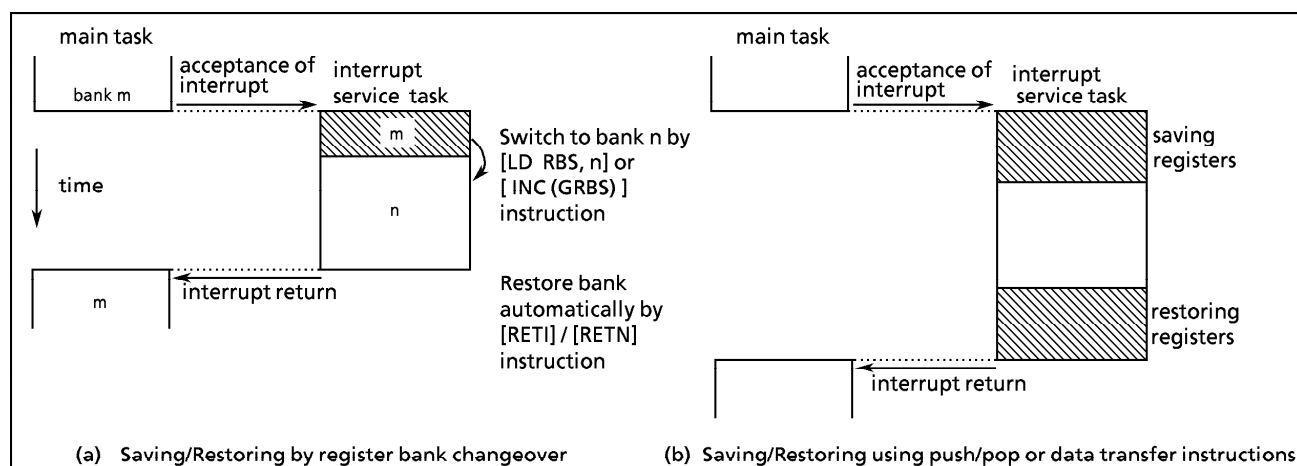 main task
bank m
acceptance of
interrupt
interrupt
service task
m
Switch to bank n by
[LD RBS, n] or
[ INC (GRBS) ]
instruction
time
n
interrupt return
m
Restore bank
automatically by
[RETI] / [RETN]
instruction
(a) Saving/Restoring by register bank changeover
main task
acceptance of
interrupt
interrupt
service task
saving
registers
restoring
registers
interrupt return
(b) Saving/Restoring using push/pop or data transfer instructions